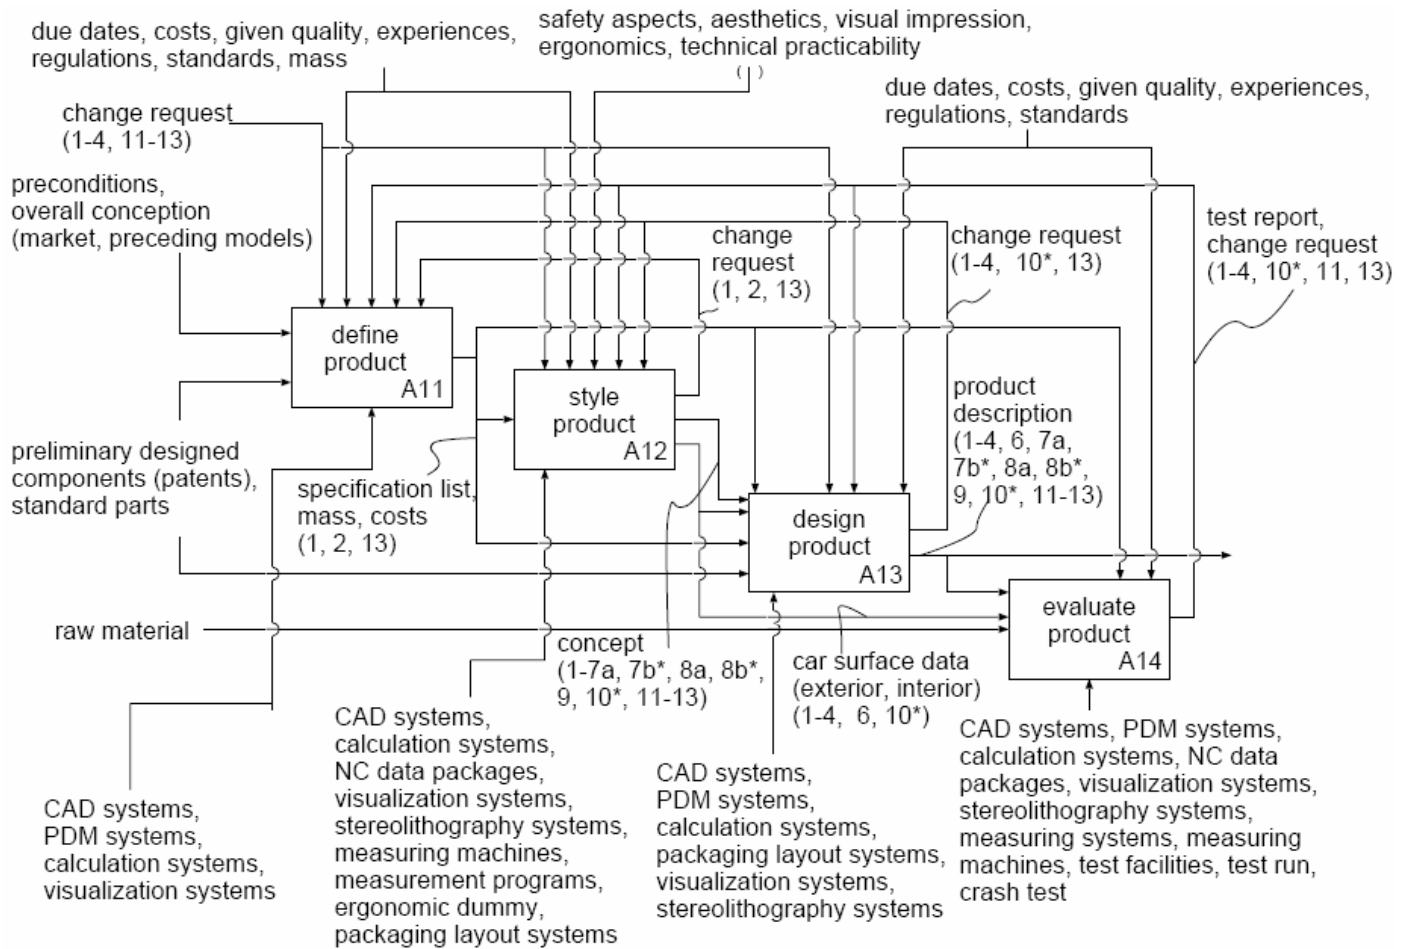 due dates, costs, given quality, experiences,
regulations, standards, mass
safety aspects, aesthetics, visual impression,
ergonomics, technical practicability
( )
due dates, costs, given quality, experiences,
regulations, standards
change request
(1-4, 11-13)
preconditions,
overall conception
(market, preceding models)
change
request
(1, 2, 13)
change request
(1-4, 10*, 13)
test report,
change request
(1-4, 10*, 11, 13)
define
product
A11
style
product
A12
product
description
(1-4, 6, 7a,
7b*, 8a, 8b*,
9, 10*, 11-13)
preliminary designed
components (patents),
standard parts
specification list,
mass, costs
(1, 2, 13)
design
product
A13
evaluate
product
A14
raw material
concept
(1-7a, 7b*, 8a, 8b*,
9, 10*, 11-13)
car surface data
(exterior, interior)
(1-4, 6, 10*)
CAD systems,
PDM systems,
calculation systems,
visualization systems
CAD systems,
calculation systems,
NC data packages,
visualization systems,
stereolithography systems,
measuring machines,
measurement programs,
ergonomic dummy,
packaging layout systems
CAD systems,
PDM systems,
calculation systems,
packaging layout systems,
visualization systems,
stereolithography systems
CAD systems, PDM systems,
calculation systems, NC data
packages, visualization systems,
stereolithography systems,
measuring systems, measuring
machines, test facilities, test run,
crash test